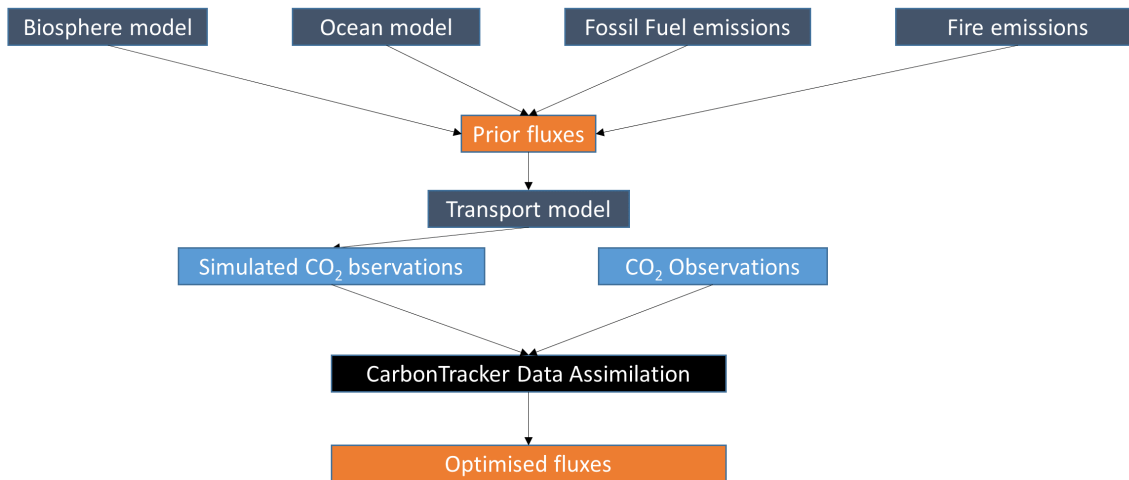 Biosphere model
Ocean model
Fossil Fuel emissions
Fire emissions
Prior fluxes
Transport model
Simulated CO₂ bservations
CO₂ Observations
CarbonTracker Data Assimilation
Optimised fluxes